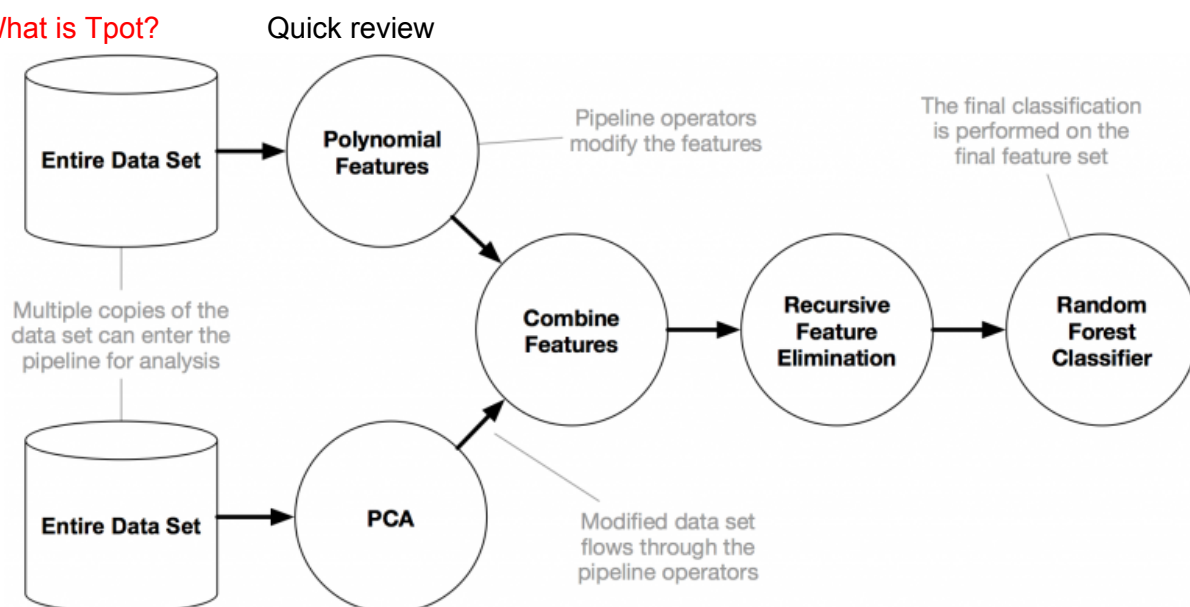 What is Tpot?
Quick review
Entire Data Set
Polynomial
Features
Pipeline operators
modify the features
The final classification
is performed on the
final feature set
Multiple copies of the
data set can enter the
pipeline for analysis
Combine
Features
Recursive
Feature
Elimination
Random
Forest
Classifier
Entire Data Set
PCA
Modified data set
flows through the
pipeline operators